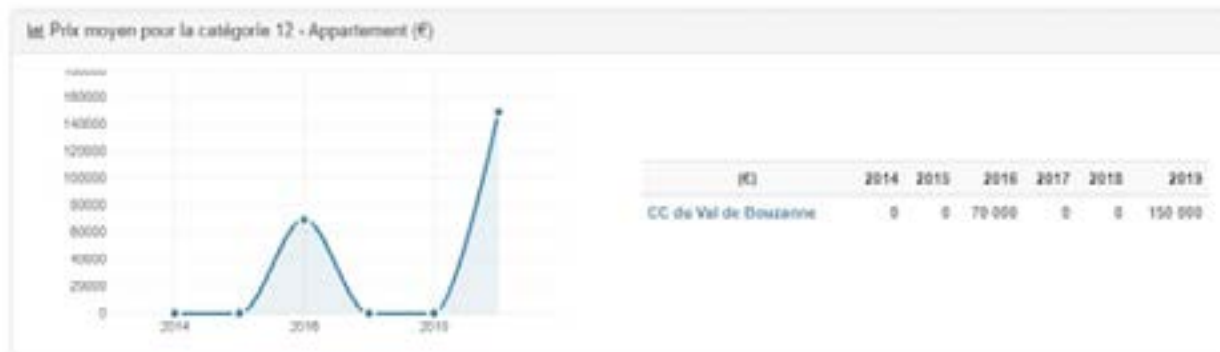 Prix moyen pour la catégorie 12 - Appartement (€)
160000
140000
120000
100000
80000
60000
40000
20000
0
2014 2016 2018
(€) 2014 2015 2016 2017 2018 2019
CC du Val de Bouzanne 0 0 70 000 0 0 150 000